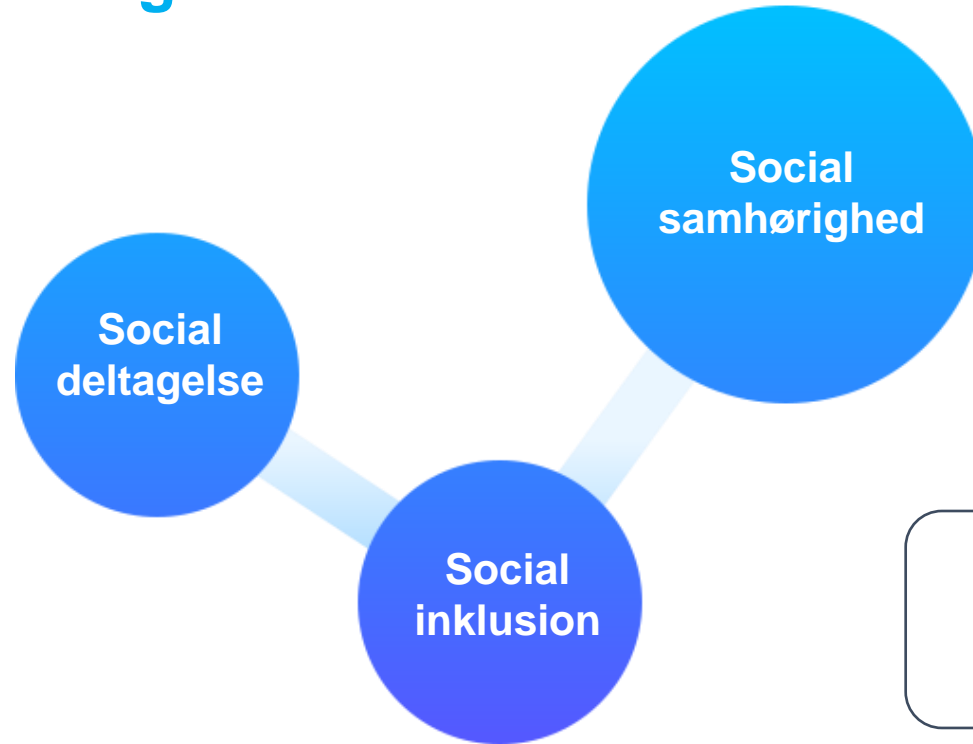 Social
samhørighed
Social
deltagelse
Social
inklusion